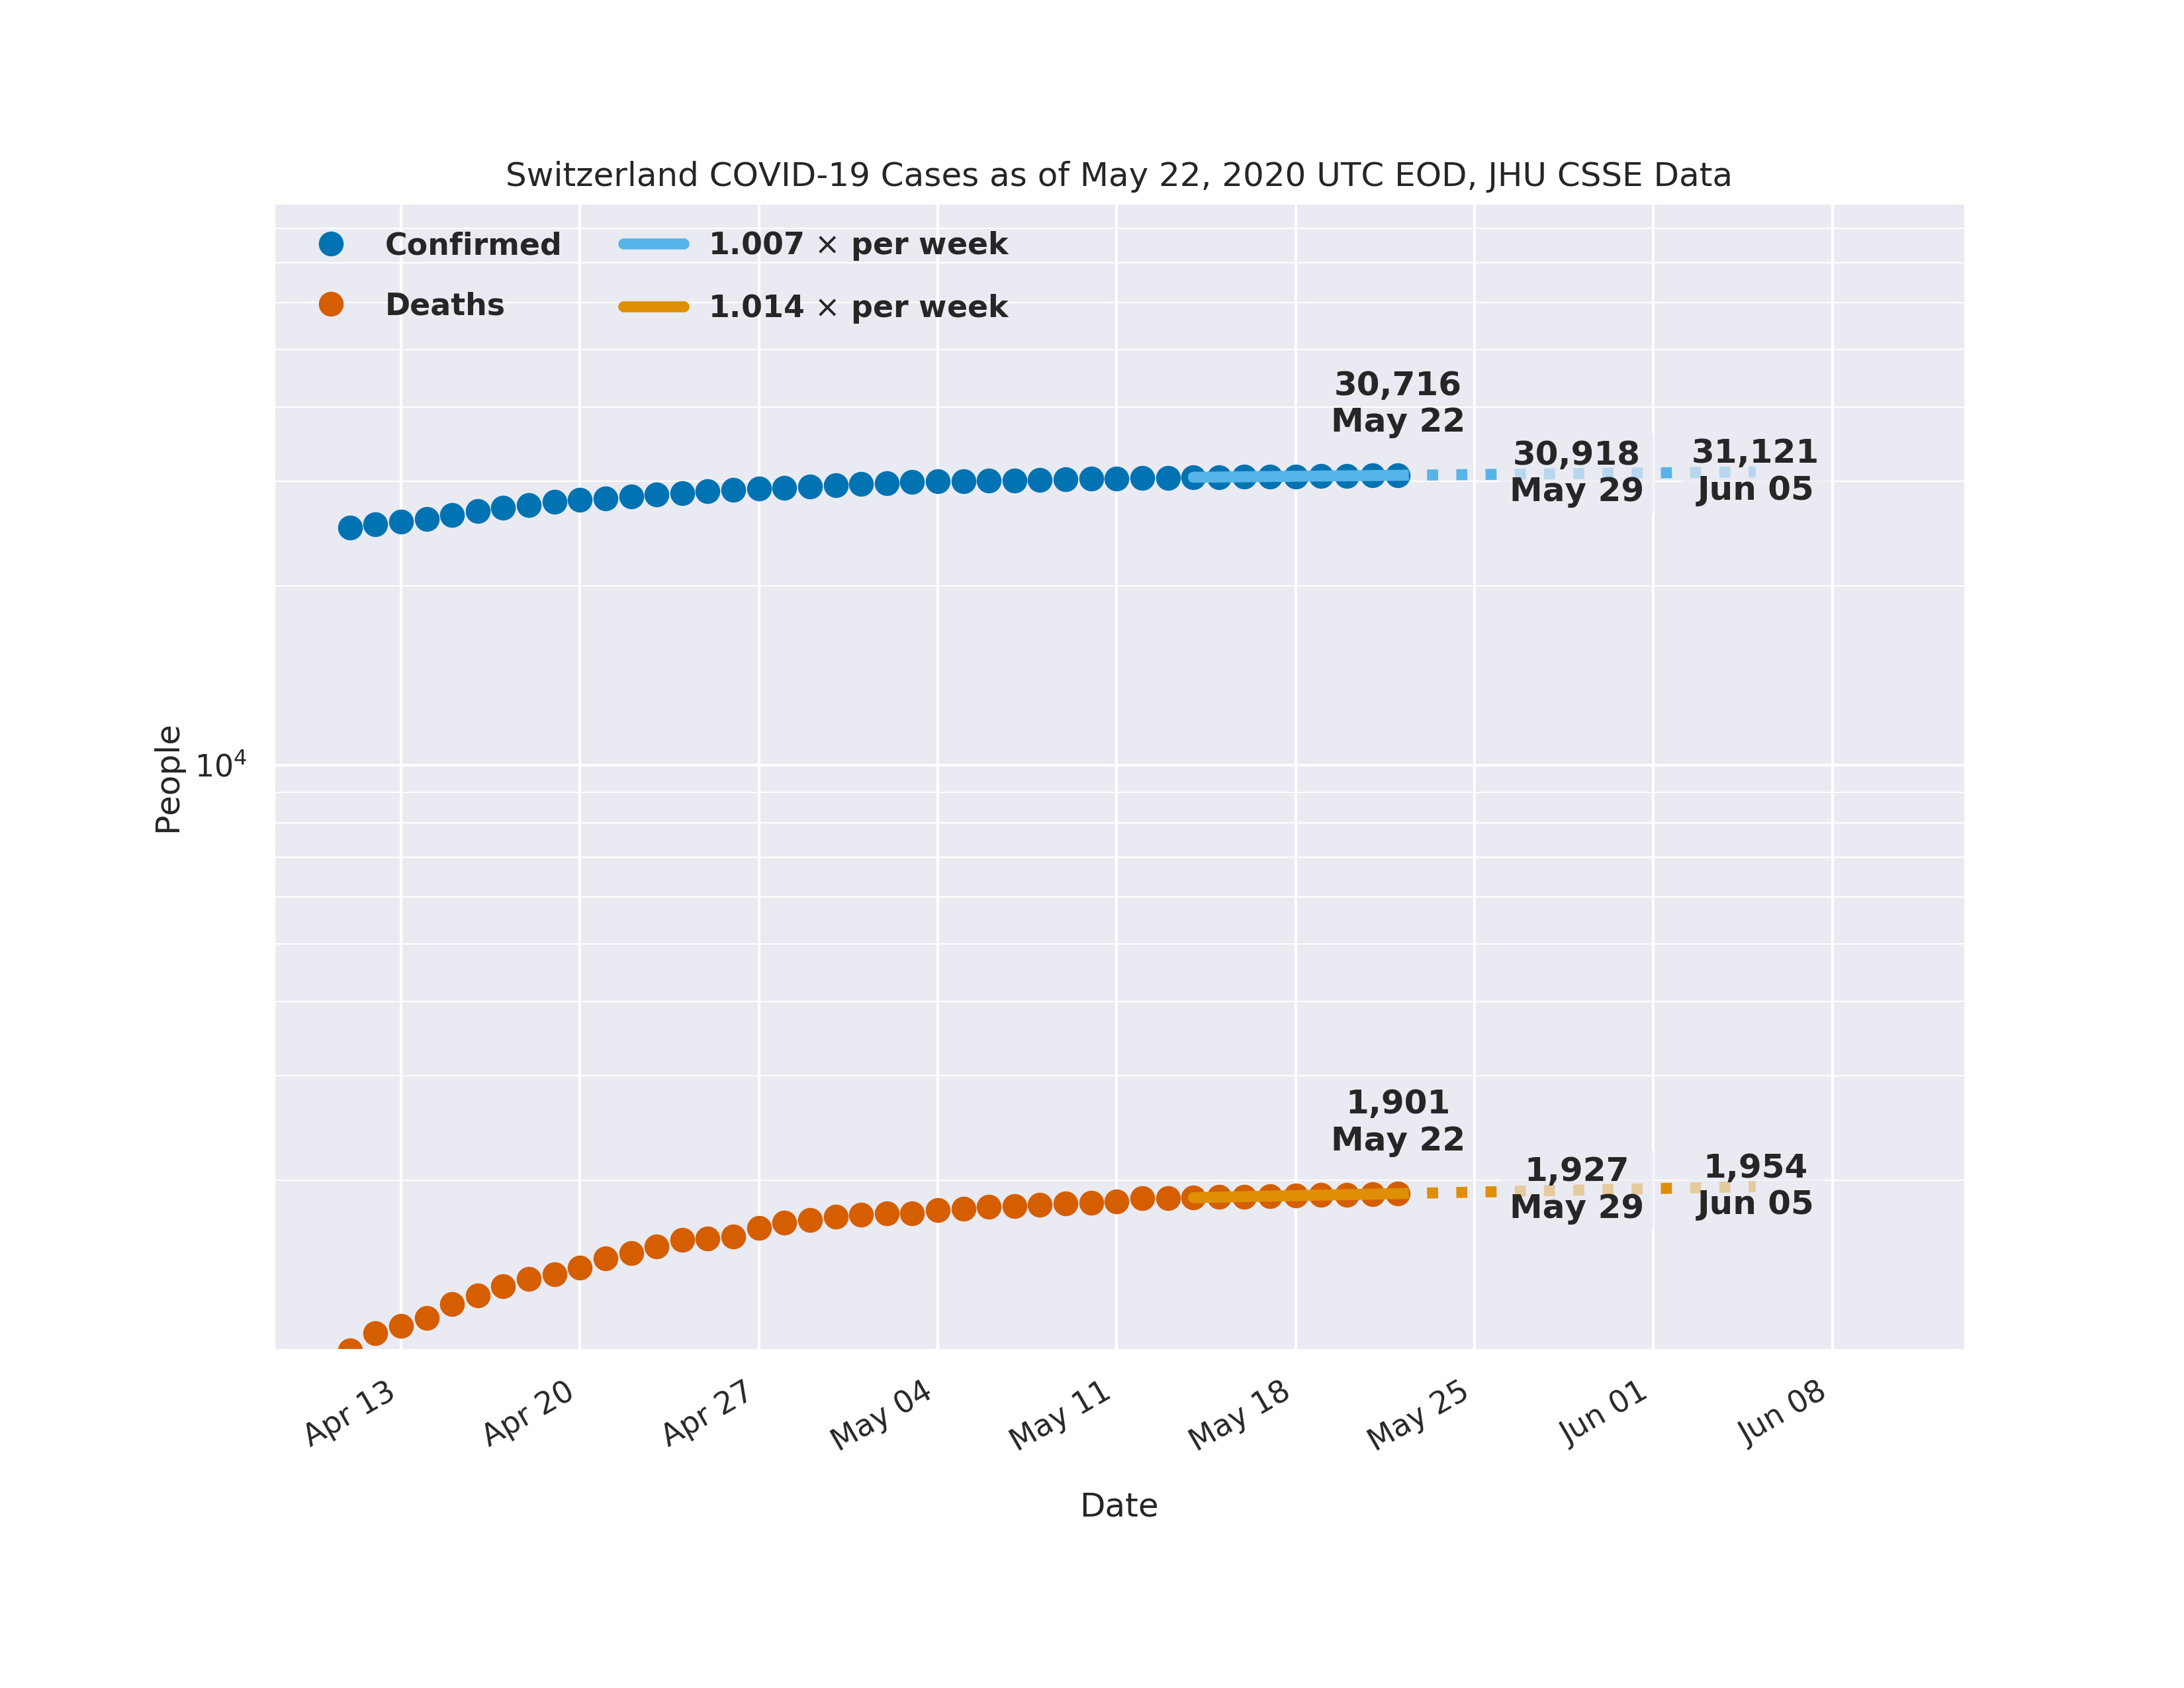 Switzerland COVID-19 Cases as of May 22, 2020 UTC EOD, JHU CSSE Data
Confirmed
Deaths
1.007 × per week
1.014 × per week
30,716
May 22
30,918
May 29
31,121
Jun 05
People
10⁴
1,901
May 22
1,927
May 29
1,954
Jun 05
Apr 13
Apr 20
Apr 27
May 04
May 11
May 18
May 25
Jun 01
Jun 08
Date